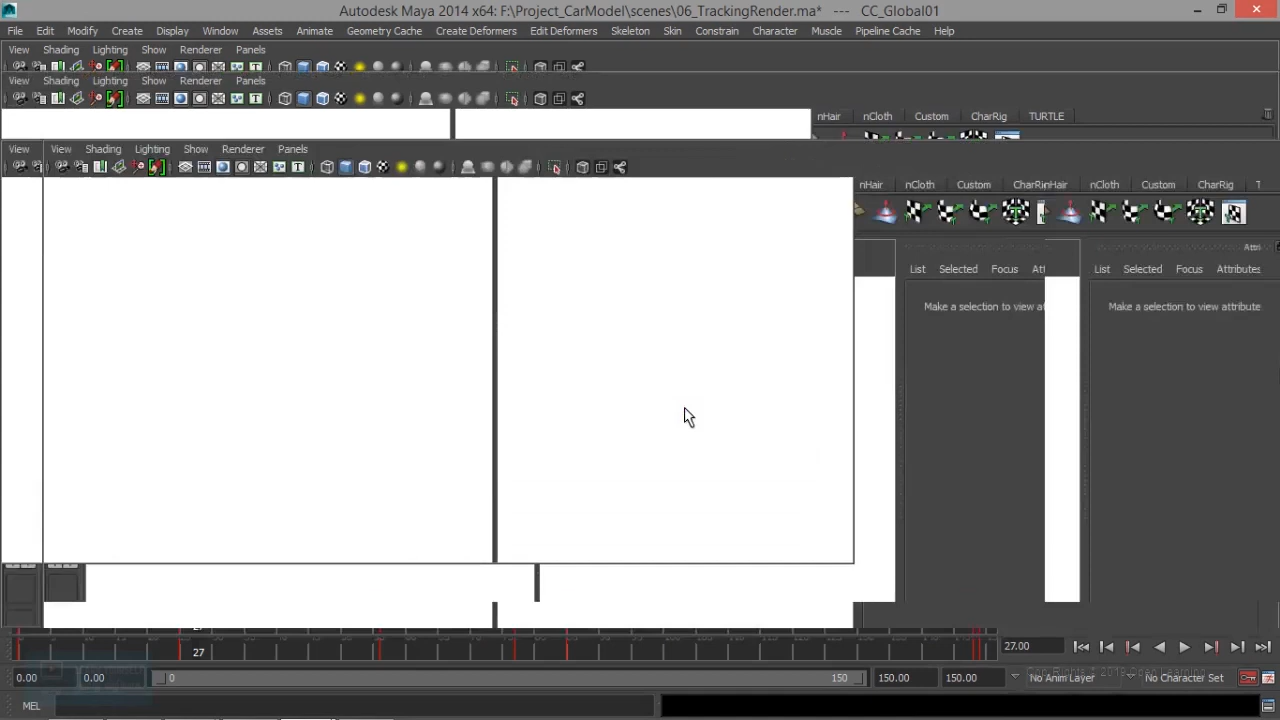 Autodesk Maya 2014 x64: F:\Project_CarModel\scenes\06_TrackingRender.ma* --- CC_Global01
File Edit Modify Create Display Window Assets Animate Geometry Cache Create Deformers Edit Deformers Skeleton Skin Constrain Character Muscle Pipeline Cache Help
View Shading Lighting Show Renderer Panels
View Shading Lighting Show Renderer Panels
nHair nCloth Custom CharRig TURTLE
View View Shading Lighting Show Renderer Panels
nHair nCloth Custom CharRig nHair nCloth Custom CharRig T
List Selected Focus Att List Selected Focus Attributes
Make a selection to view at Make a selection to view attribute
27 27.00
0.00 0.00 0 150 150.00 150.00 No Anim Layer No Character Set
MEL